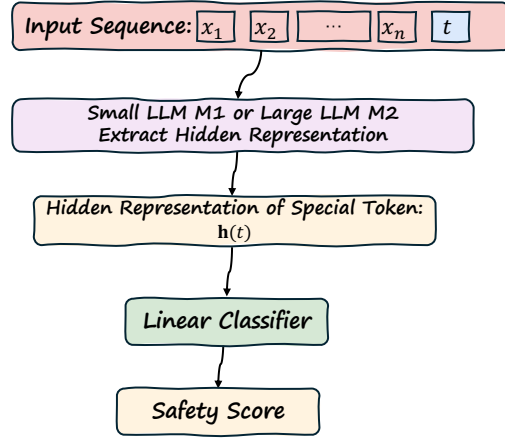 Input Sequence: x₁ x₂ ... xₙ t
Small LLM M1 or Large LLM M2
Extract Hidden Representation
Hidden Representation of Special Token:
h(t)
Linear Classifier
Safety Score